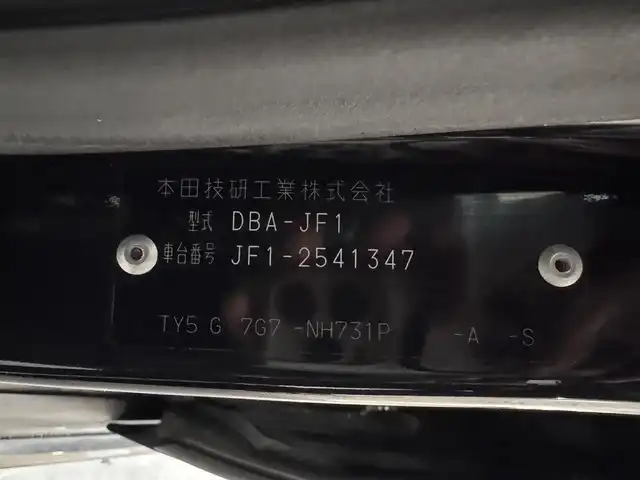 本田技研工業株式会社
型式 DBA-JF1
車台番号 JF1-2541347
TY5 G 7G7 -NH731P -A -S